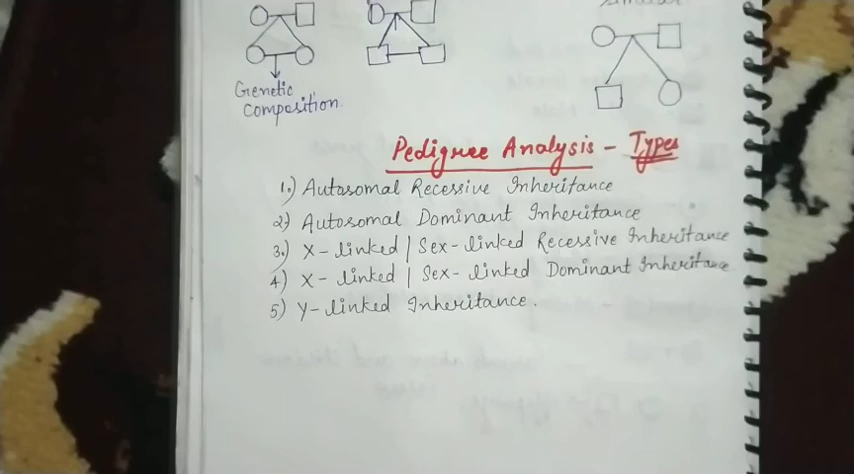 Genetic
composition.
Pedigree Analysis - Types
1.) Autosomal Recessive Inheritance
2) Autosomal Dominant Inheritance
3.) X-linked | Sex-linked Recessive Inheritance
4) X-linked | Sex-linked Dominant Inheritance
5) Y-linked Inheritance.